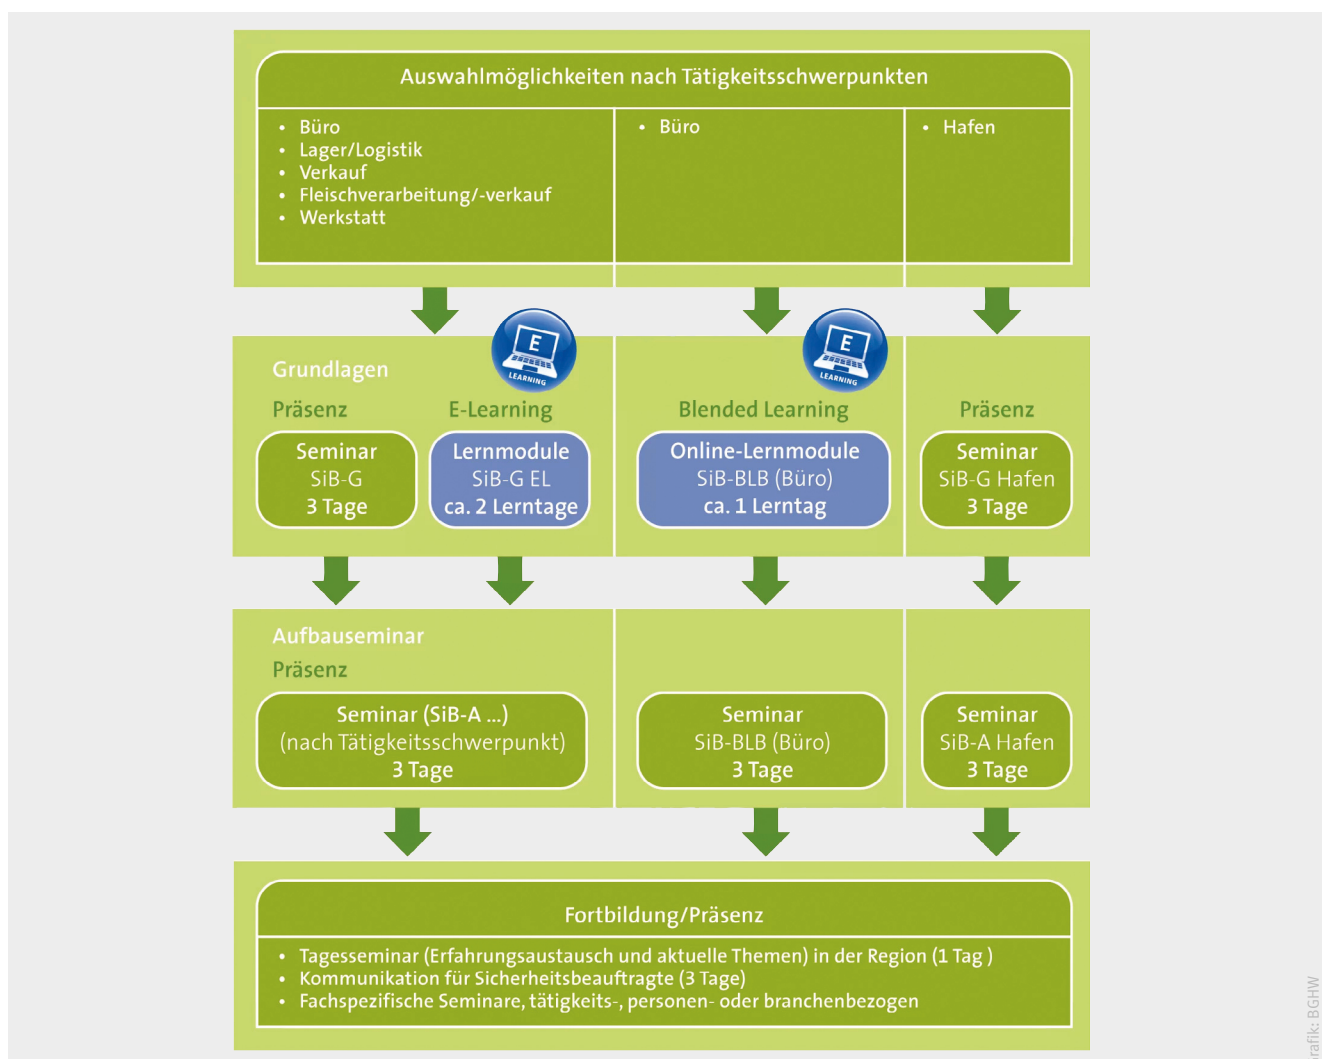 Auswahlmöglichkeiten nach Tätigkeitsschwerpunkten
• Büro
• Lager/Logistik
• Verkauf
• Fleischverarbeitung/-verkauf
• Werkstatt
• Büro
• Hafen
E
LEARNING
E
LEARNING
Grundlagen
Präsenz
Seminar
SiB-G
3 Tage
E-Learning
Lernmodule
SiB-G EL
ca. 2 Lerntage
Blended Learning
Online-Lernmodule
SiB-BLB (Büro)
ca. 1 Lerntag
Präsenz
Seminar
SiB-G Hafen
3 Tage
Aufbauseminar
Präsenz
Seminar (SiB-A ...)
(nach Tätigkeitsschwerpunkt)
3 Tage
Seminar
SiB-BLB (Büro)
3 Tage
Seminar
SiB-A Hafen
3 Tage
Fortbildung/Präsenz
• Tagesseminar (Erfahrungsaustausch und aktuelle Themen) in der Region (1 Tag )
• Kommunikation für Sicherheitsbeauftragte (3 Tage)
• Fachspezifische Seminare, tätigkeits-, personen- oder branchenbezogen
rafik: BGHW